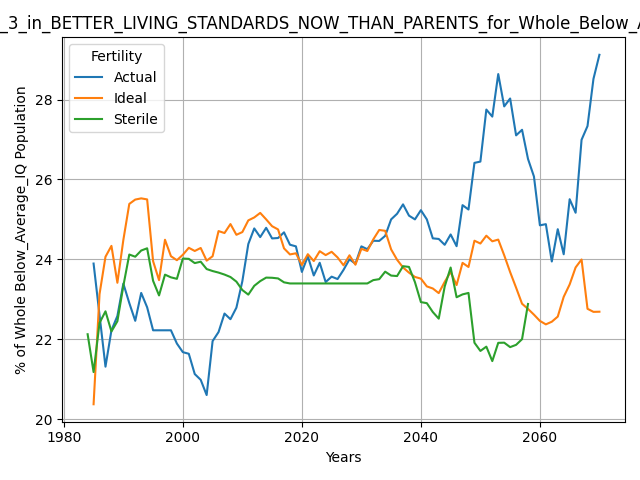 _3_in_BETTER_LIVING_STANDARDS_NOW_THAN_PARENTS_for_Whole_Below_A
Fertility
Actual
Ideal
Sterile
% of Whole Below_Average_IQ Population
28
26
24
22
20
1980
2000
2020
2040
2060
Years